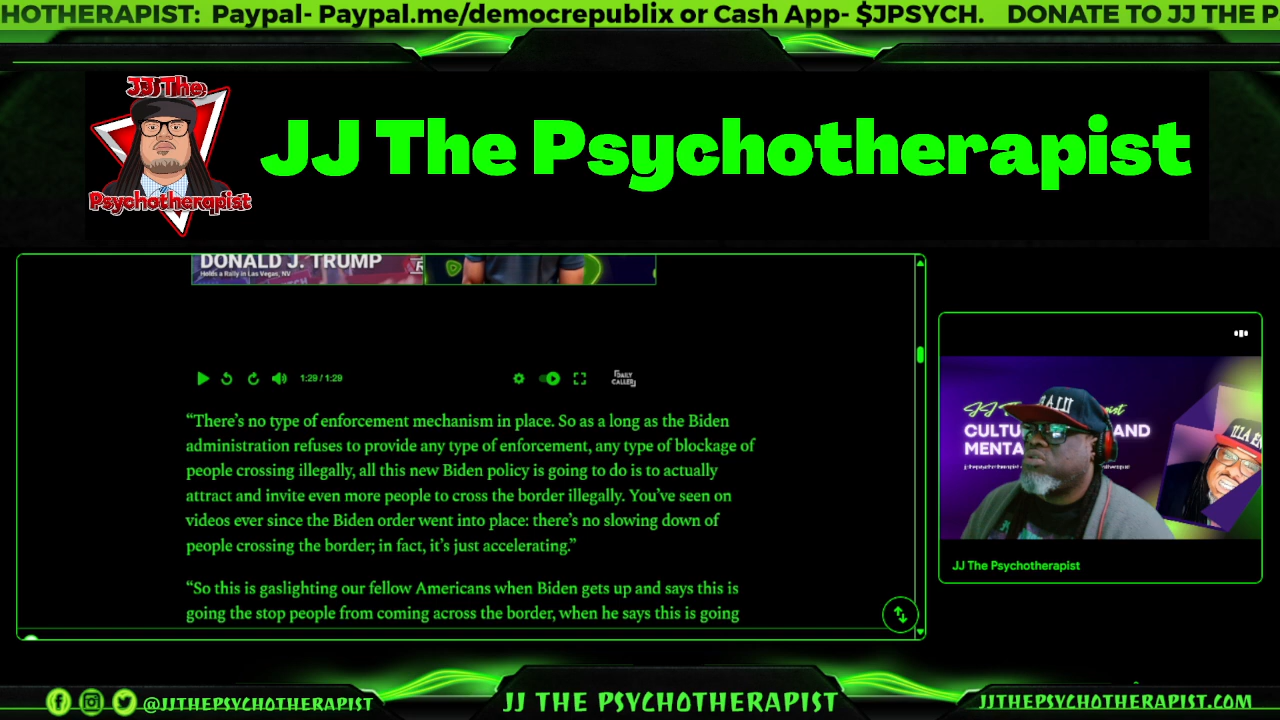 HOTHERAPIST: Paypal- Paypal.me/democrepublix or Cash App- $JPSYCH. DONATE TO JJ THE P
JJ The
Psychotherapist
JJ The Psychotherapist
DONALD J. TRUMP
Holds a Rally in Las Vegas, NV
1:29 / 1:29
DAILY
CALLER
“There’s no type of enforcement mechanism in place. So as a long as the Biden
administration refuses to provide any type of enforcement, any type of blockage of
people crossing illegally, all this new Biden policy is going to do is to actually
attract and invite even more people to cross the border illegally. You’ve seen on
videos ever since the Biden order went into place: there’s no slowing down of
people crossing the border; in fact, it’s just accelerating.”
“So this is gaslighting our fellow Americans when Biden gets up and says this is
going the stop people from coming across the border, when he says this is going
CULTU AND
MENTA
JJ The Psychotherapist
@JJTHEPSYCHOTHERAPIST
JJ THE PSYCHOTHERAPIST
JJTHEPSYCHOTHERAPIST.COM